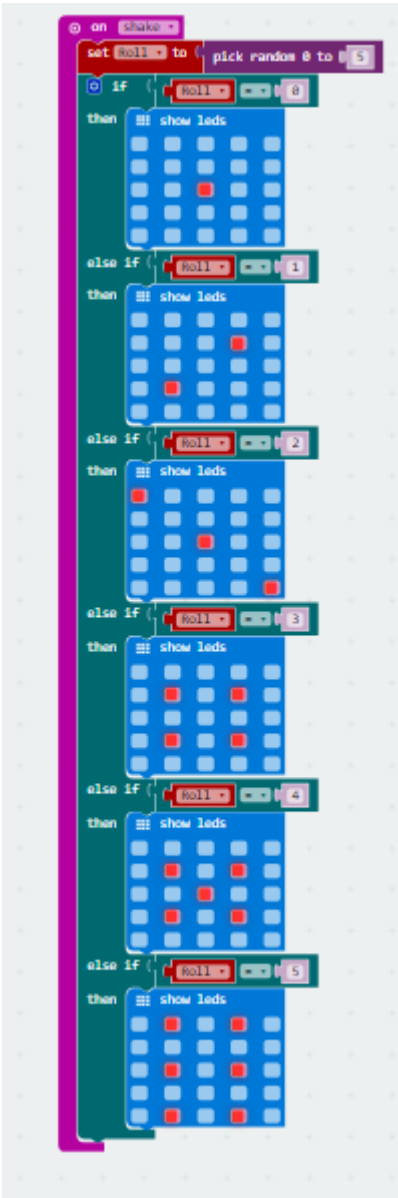 on shake
set Roll to pick random 0 to 5
if Roll = 0
then show leds
else if Roll = 1
then show leds
else if Roll = 2
then show leds
else if Roll = 3
then show leds
else if Roll = 4
then show leds
else if Roll = 5
then show leds